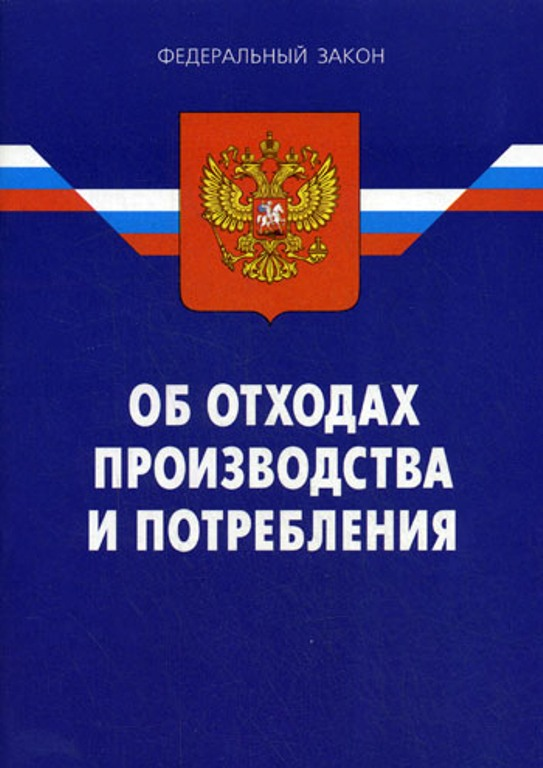 ФЕДЕРАЛЬНЫЙ ЗАКОН
ОБ ОТХОДАХ
ПРОИЗВОДСТВА
И ПОТРЕБЛЕНИЯ